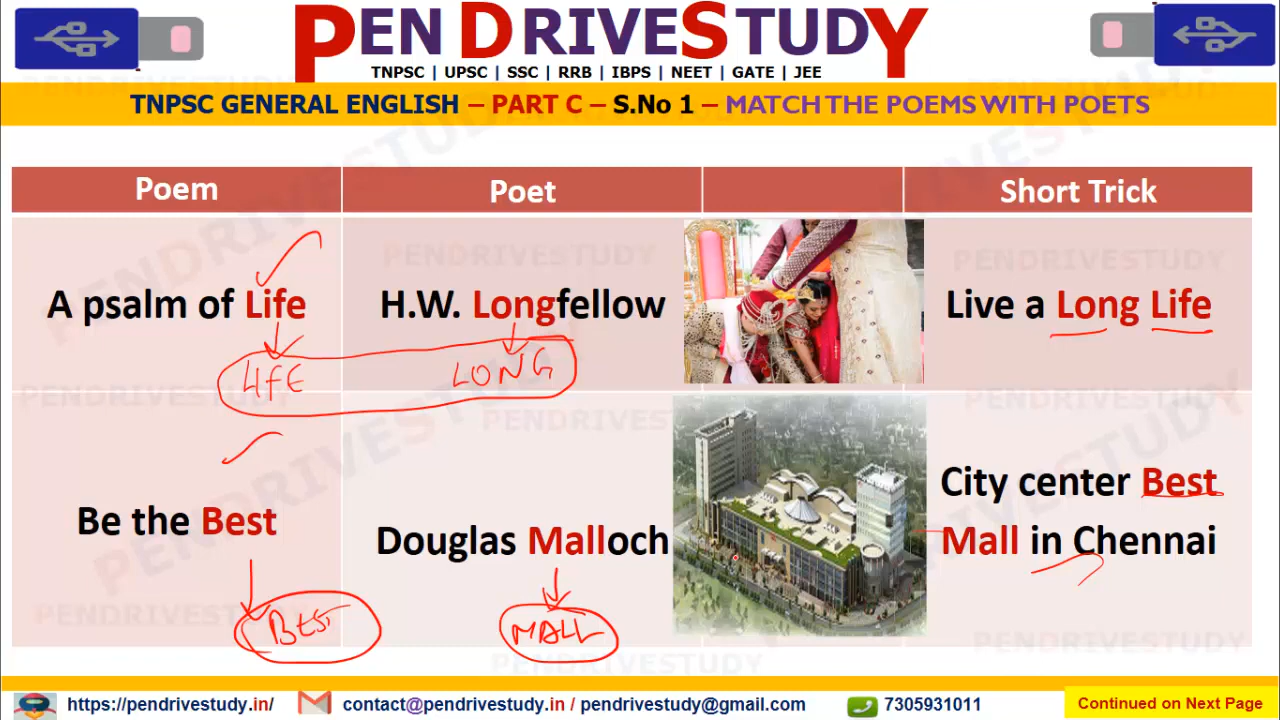 PEN DRIVESTUDY
TNPSC | UPSC | SSC | RRB | IBPS | NEET | GATE | JEE
TNPSC GENERAL ENGLISH – PART C – S.No 1 – MATCH THE POEMS WITH POETS
Poem Poet Short Trick
A psalm of Life H.W. Longfellow Live a Long Life
LIFE LONG
Be the Best Douglas Malloch City center Best
Mall in Chennai
BEST MALL
https://pendrivestudy.in/ contact@pendrivestudy.in / pendrivestudy@gmail.com 7305931011 Continued on Next Page
PENDRIVESTUDY